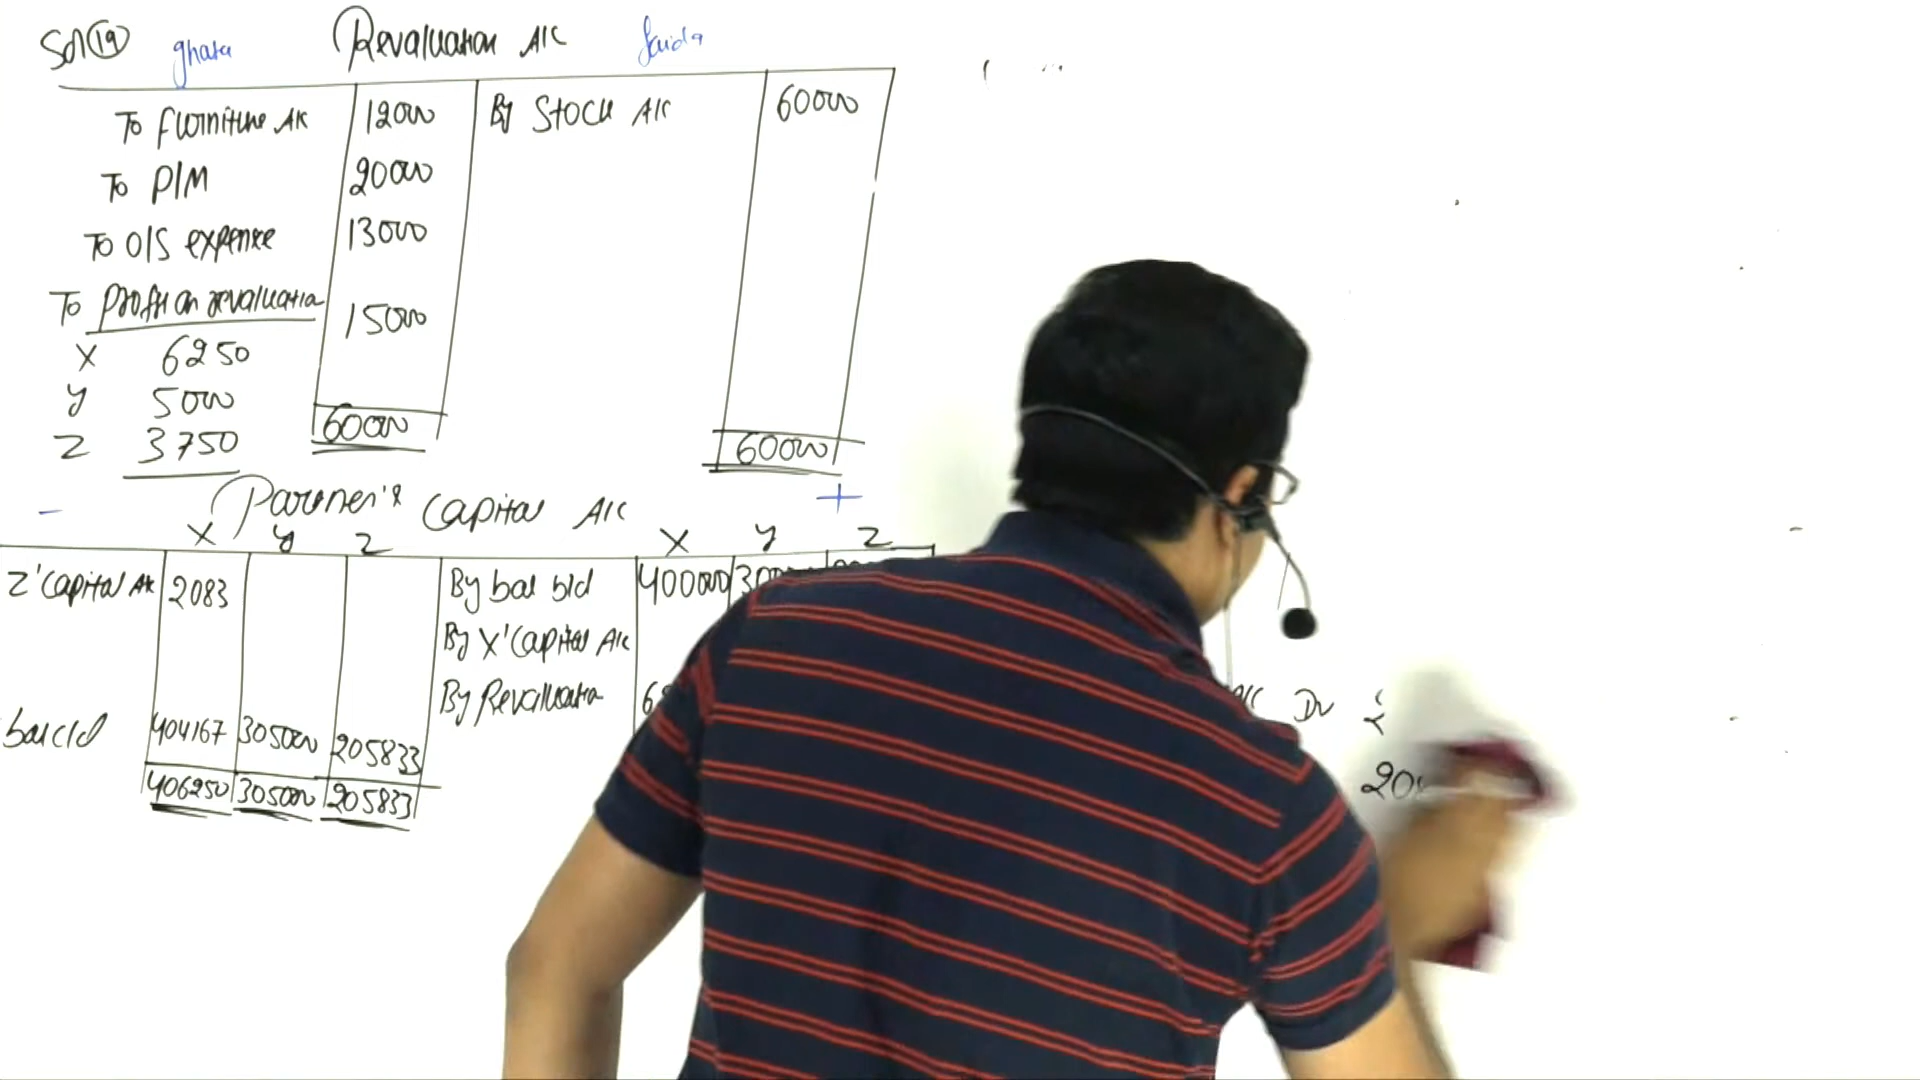 Sol 19 ghata Revaluation A/c faida
To furniture A/c 12000 By Stock A/c 60000
To P/M 20000
To O/S expense 13000
To profit on revaluation 15000
X 6250
Y 5000
Z 3750
60000 60000
- Partner's Capital A/c +
X Y Z X Y Z
Z'Capital A/c 2083 By bal b/d 400000
By X'Capital A/c
By Revaluation
bal c/d 404167 305000 205833
406250 305000 205833
Dr